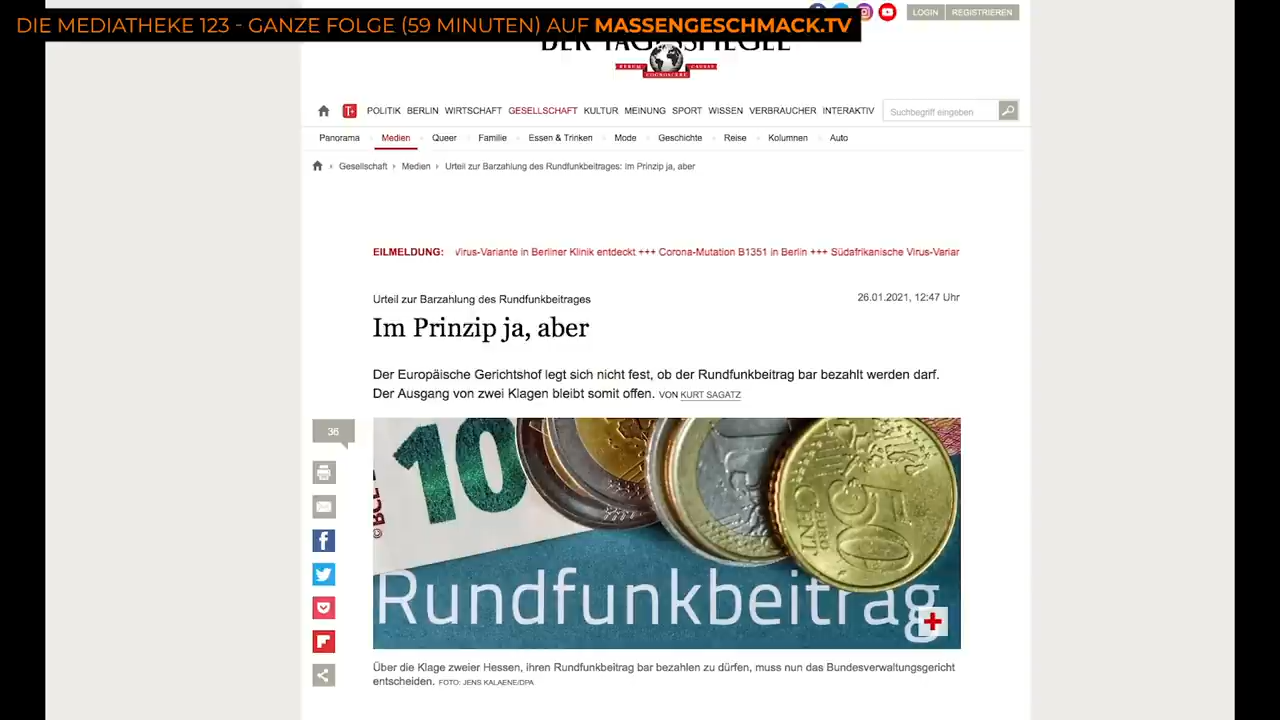 DIE MEDIATHEKE 123 - GANZE FOLGE (59 MINUTEN) AUF MASSENGESCHMACK.TV
LOGIN REGISTRIEREN
DER TAGESSPIEGEL
T+ POLITIK BERLIN WIRTSCHAFT GESELLSCHAFT KULTUR MEINUNG SPORT WISSEN VERBRAUCHER INTERAKTIV Suchbegriff eingeben
Panorama Medien Queer Familie Essen & Trinken Mode Geschichte Reise Kolumnen Auto
Gesellschaft Medien Urteil zur Barzahlung des Rundfunkbeitrages: Im Prinzip ja, aber
EILMELDUNG: Virus-Variante in Berliner Klinik entdeckt +++ Corona-Mutation B1351 in Berlin +++ Südafrikanische Virus-Variar
Urteil zur Barzahlung des Rundfunkbeitrages 26.01.2021, 12:47 Uhr
Im Prinzip ja, aber
Der Europäische Gerichtshof legt sich nicht fest, ob der Rundfunkbeitrag bar bezahlt werden darf.
Der Ausgang von zwei Klagen bleibt somit offen. VON KURT SAGATZ
36
10
50
EURO
CENT
Rundfunkbeitrag
Über die Klage zweier Hessen, ihren Rundfunkbeitrag bar bezahlen zu dürfen, muss nun das Bundesverwaltungsgericht
entscheiden. FOTO: JENS KALAENE/DPA